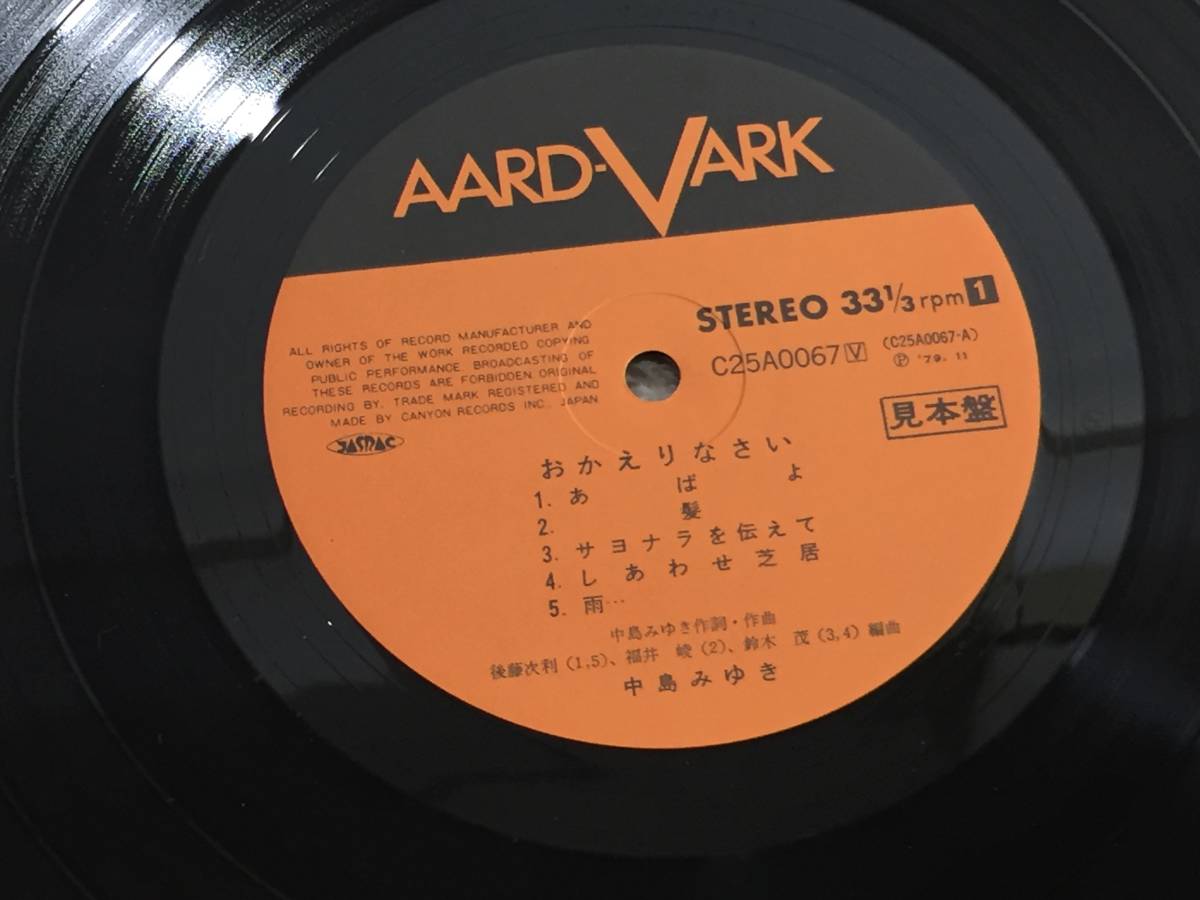 AARD-VARK
STEREO 33 1/3 rpm 1
C25A0067 V
(C25A0067-A)
Ⓟ '79.11
見本盤
ALL RIGHTS OF RECORD MANUFACTURER AND
OWNER OF THE WORK RECORDED COPYING
PUBLIC PERFORMANCE BROADCASTING OF
THESE RECORDS ARE FORBIDDEN ORIGINAL
RECORDING BY, TRADE MARK REGISTERED AND
MADE BY CANYON RECORDS INC., JAPAN
JASRAC
おかえりなさい
1. あばよ
2. 髪
3. サヨナラを伝えて
4. しあわせ芝居
5. 雨…
中島みゆき作詞・作曲
後藤次利(1,5)、福井 崚(2)、鈴木 茂(3,4)編曲
中島みゆき